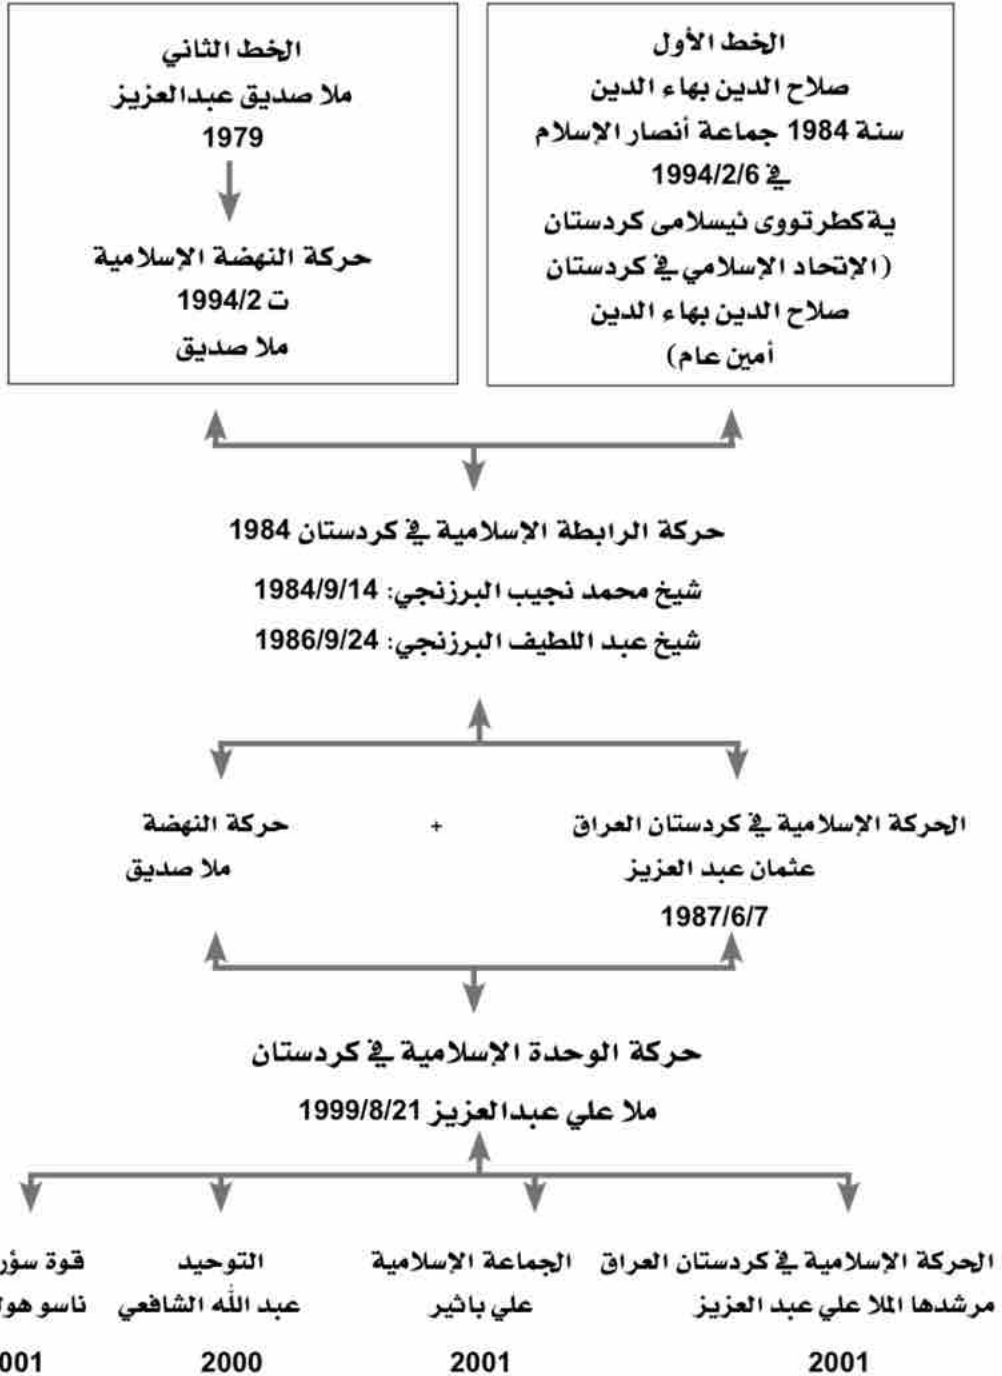 الخط الأول
صلاح الدين بهاء الدين
سنة 1984 جماعة أنصار الإسلام
في 1994/2/6
ية كطرتووى ئيسلامى كردستان
(الإتحاد الإسلامي في كردستان
صلاح الدين بهاء الدين
أمين عام)
الخط الثاني
ملا صديق عبدالعزيز
1979
حركة النهضة الإسلامية
ت 1994/2
ملا صديق
حركة الرابطة الإسلامية في كردستان 1984
شيخ محمد نجيب البرزنجي: 1984/9/14
شيخ عبد اللطيف البرزنجي: 1986/9/24
الحركة الإسلامية في كردستان العراق + حركة النهضة
عثمان عبد العزيز ملا صديق
1987/6/7
حركة الوحدة الإسلامية في كردستان
ملا علي عبدالعزيز 1999/8/21
الحركة الإسلامية في كردستان العراق الجماعة الإسلامية التوحيد قوة سؤر
مرشدها الملا علي عبد العزيز علي باثير عبد الله الشافعي ئاسو هول
2001 2001 2000 001